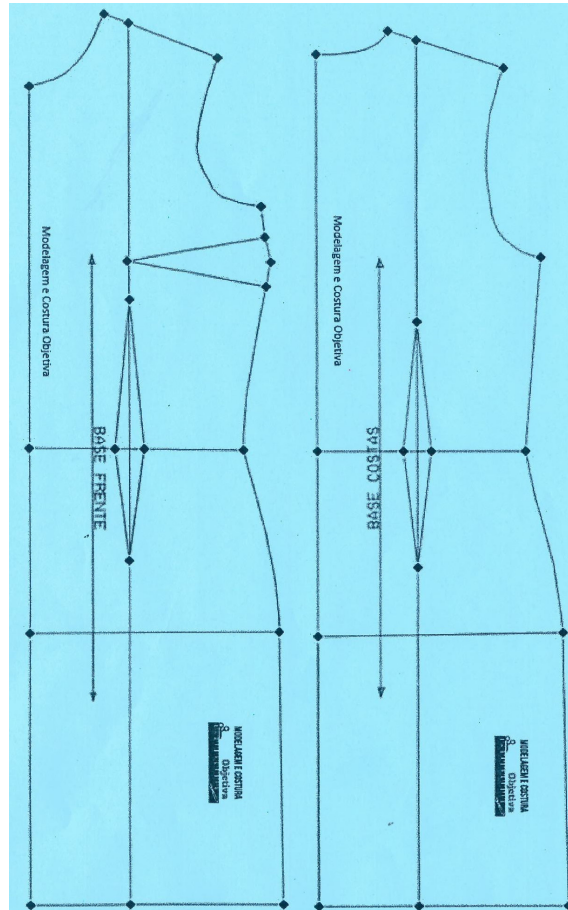 Modelagem e Costura Objetiva
BASE FRENTE
MODELAGEM E COSTURA
Objetiva
Modelagem e Costura Objetiva
BASE COSTAS
MODELAGEM E COSTURA
Objetiva